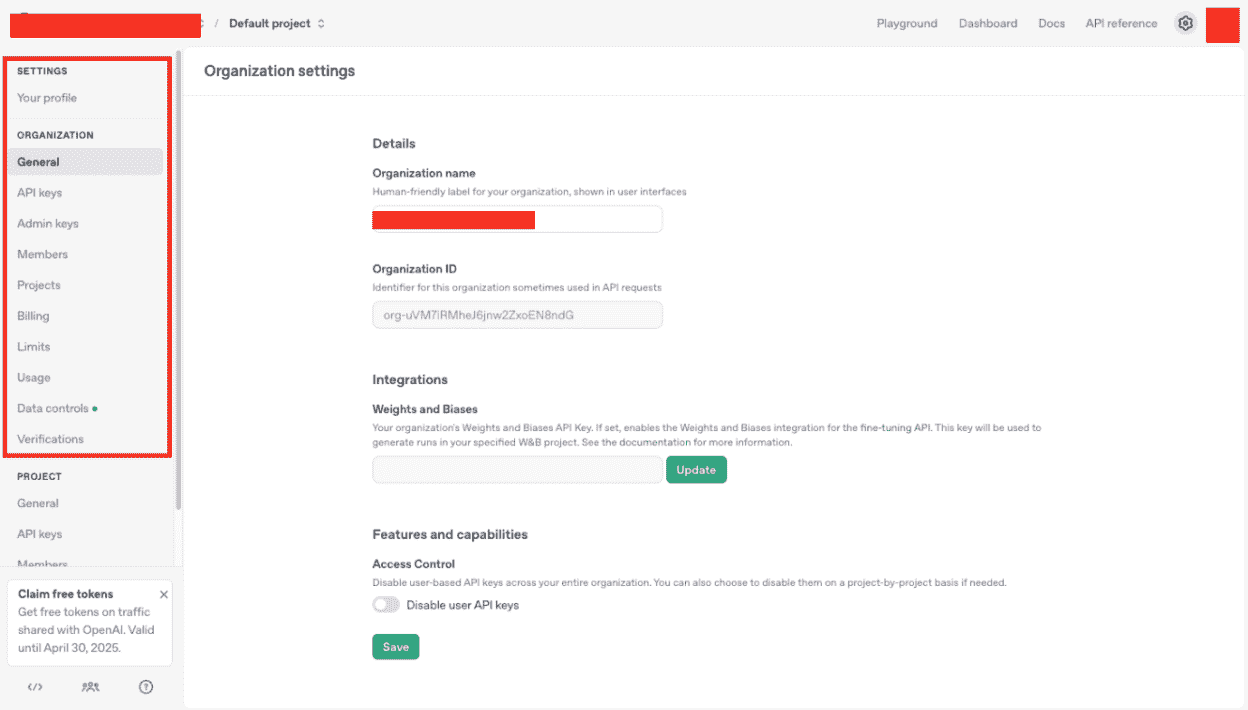 / Default project
Playground
Dashboard
Docs
API reference
SETTINGS
Your profile
ORGANIZATION
General
API keys
Admin keys
Members
Projects
Billing
Limits
Usage
Data controls
Verifications
PROJECT
General
API keys
Members
Claim free tokens
Get free tokens on traffic
shared with OpenAI. Valid
until April 30, 2025.
Organization settings
Details
Organization name
Human-friendly label for your organization, shown in user interfaces
Organization ID
Identifier for this organization sometimes used in API requests
org-uVM7iRMheJ6jnw2ZxoEN8ndG
Integrations
Weights and Biases
Your organization's Weights and Biases API Key. If set, enables the Weights and Biases integration for the fine-tuning API. This key will be used to
generate runs in your specified W&B project. See the documentation for more information.
Update
Features and capabilities
Access Control
Disable user-based API keys across your entire organization. You can also choose to disable them on a project-by-project basis if needed.
Disable user API keys
Save